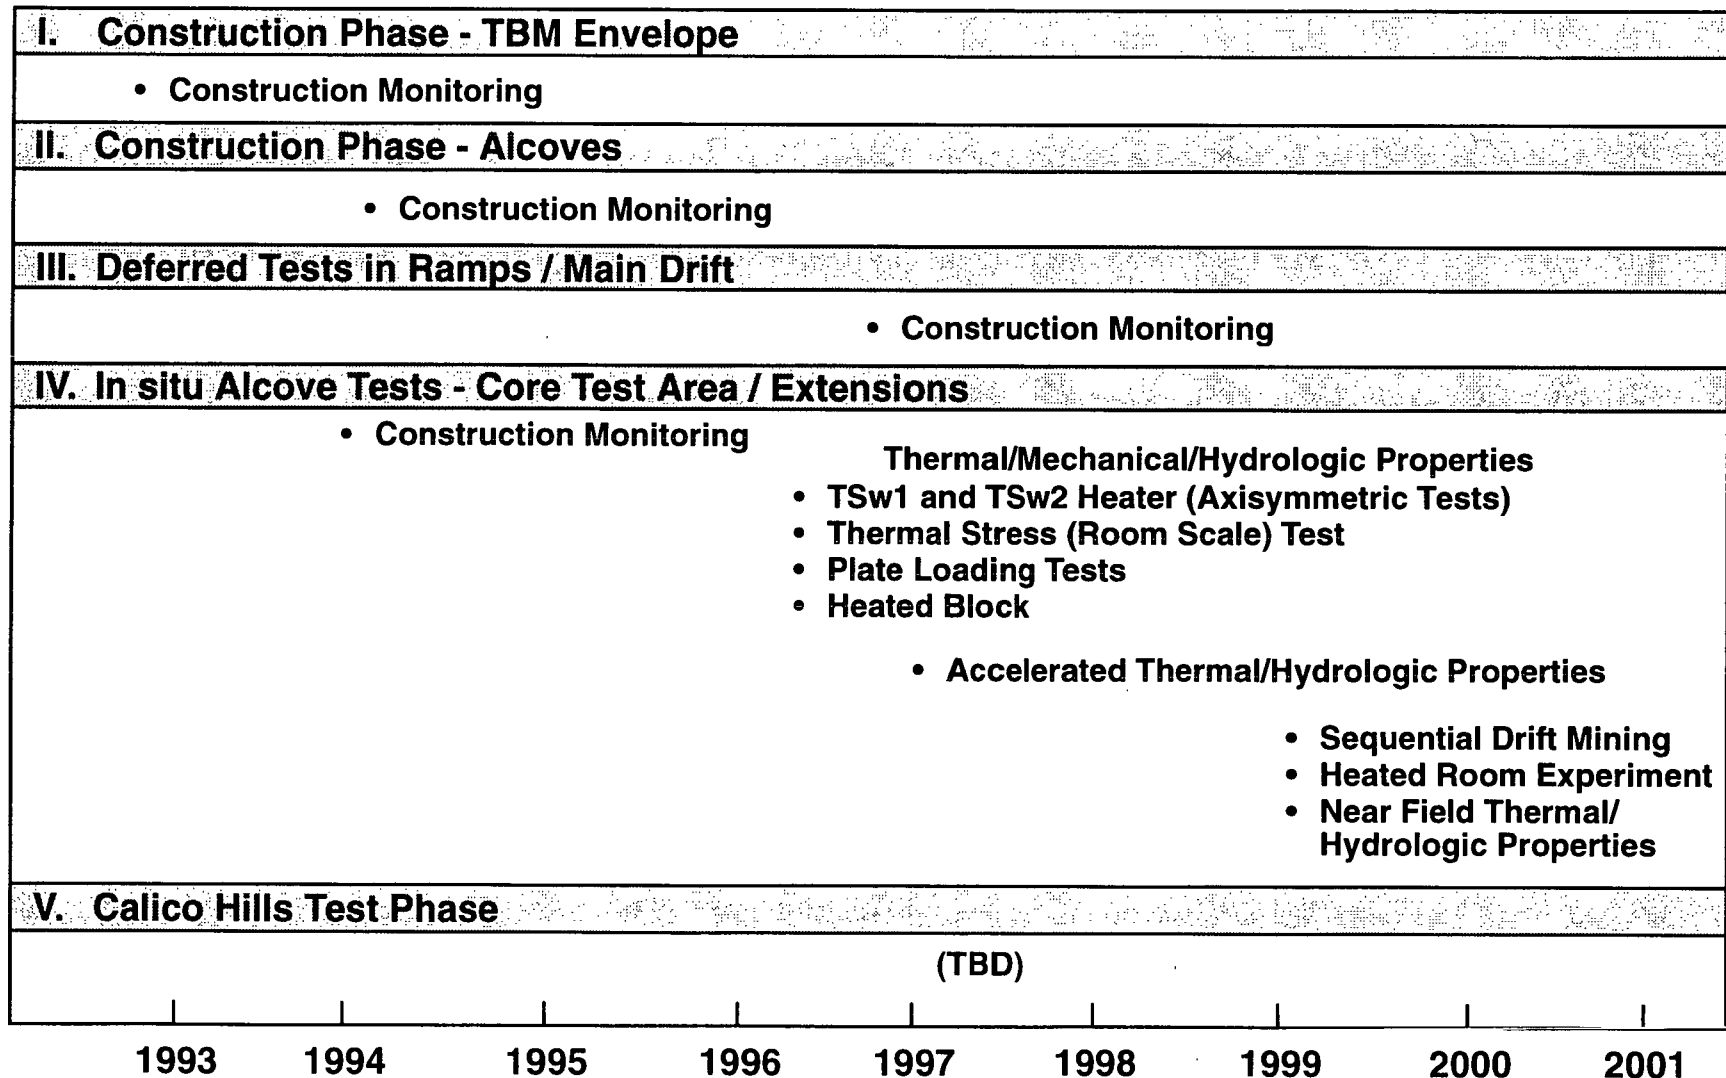 I. Construction Phase - TBM Envelope
• Construction Monitoring
II. Construction Phase - Alcoves
• Construction Monitoring
III. Deferred Tests in Ramps / Main Drift
• Construction Monitoring
IV. In situ Alcove Tests - Core Test Area / Extensions
• Construction Monitoring
Thermal/Mechanical/Hydrologic Properties
• TSw1 and TSw2 Heater (Axisymmetric Tests)
• Thermal Stress (Room Scale) Test
• Plate Loading Tests
• Heated Block
• Accelerated Thermal/Hydrologic Properties
• Sequential Drift Mining
• Heated Room Experiment
• Near Field Thermal/
Hydrologic Properties
V. Calico Hills Test Phase
(TBD)
1993 1994 1995 1996 1997 1998 1999 2000 2001